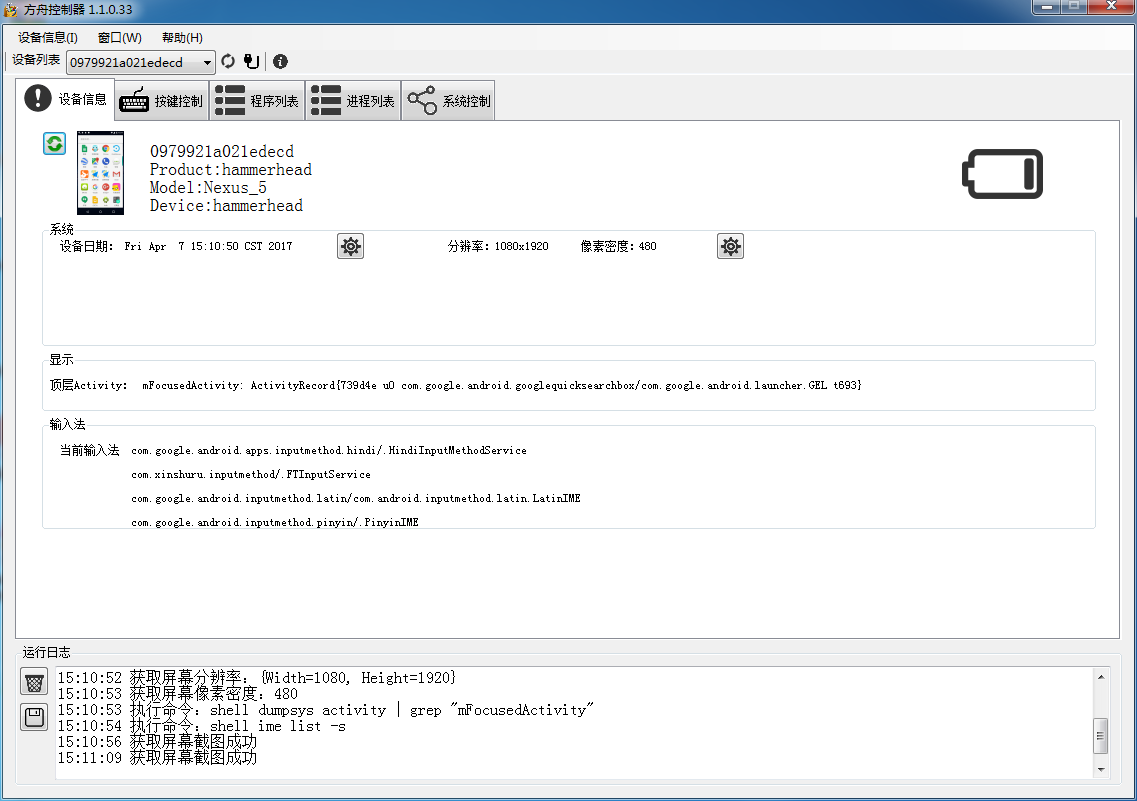 方舟控制器 1.1.0.33
设备信息(I) 窗口(W) 帮助(H)
设备列表 0979921a021edecd
设备信息 按键控制 程序列表 进程列表 系统控制
0979921a021edecd
Product:hammerhead
Model:Nexus_5
Device:hammerhead
系统
设备日期: Fri Apr 7 15:10:50 CST 2017 分辨率: 1080x1920 像素密度: 480
显示
顶层Activity: mFocusedActivity: ActivityRecord{739d4e u0 com.google.android.googlequicksearchbox/com.google.android.launcher.GEL t693}
输入法
当前输入法 com.google.android.apps.inputmethod.hindi/.HindiInputMethodService
com.xinshuru.inputmethod/.FTInputService
com.google.android.inputmethod.latin/com.android.inputmethod.latin.LatinIME
com.google.android.inputmethod.pinyin/.PinyinIME
运行日志
15:10:52 获取屏幕分辨率: {Width=1080, Height=1920}
15:10:53 获取屏幕像素密度: 480
15:10:53 执行命令: shell dumpsys activity | grep "mFocusedActivity"
15:10:54 执行命令: shell ime list -s
15:10:56 获取屏幕截图成功
15:11:09 获取屏幕截图成功